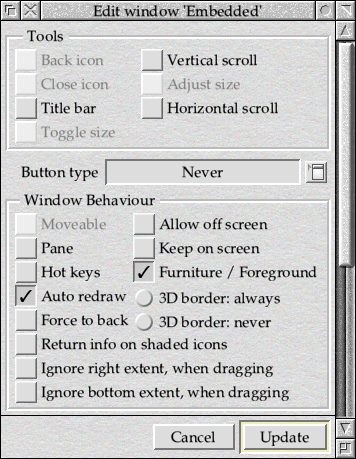 Edit window 'Embedded'
Tools
Back icon Vertical scroll
Close icon Adjust size
Title bar Horizontal scroll
Toggle size
Button type Never
Window Behaviour
Moveable Allow off screen
Pane Keep on screen
Hot keys Furniture / Foreground
Auto redraw 3D border: always
Force to back 3D border: never
Return info on shaded icons
Ignore right extent, when dragging
Ignore bottom extent, when dragging
Cancel Update